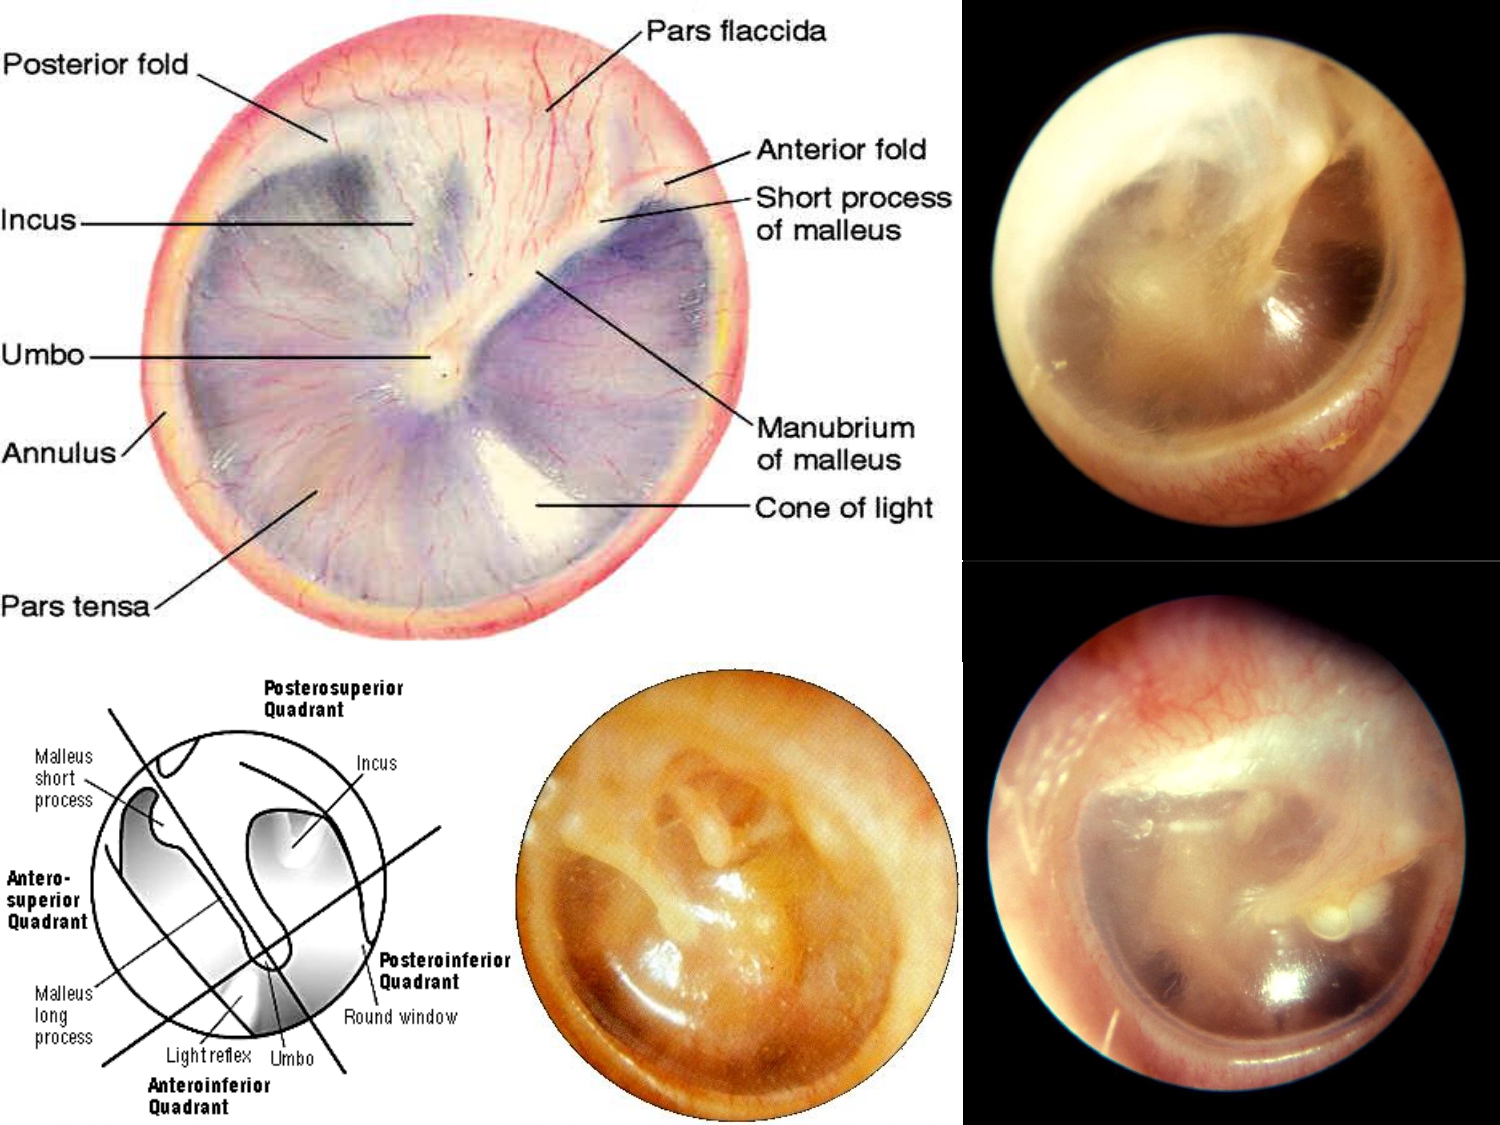 Pars flaccida
Posterior fold
Anterior fold
Short process
of malleus
Incus
Umbo
Annulus
Manubrium
of malleus
Cone of light
Pars tensa
Posterosuperior
Quadrant
Malleus
short
process
Incus
Antero-
superior
Quadrant
Posteroinferior
Quadrant
Malleus
long
process
Round window
Light reflex
Umbo
Anteroinferior
Quadrant